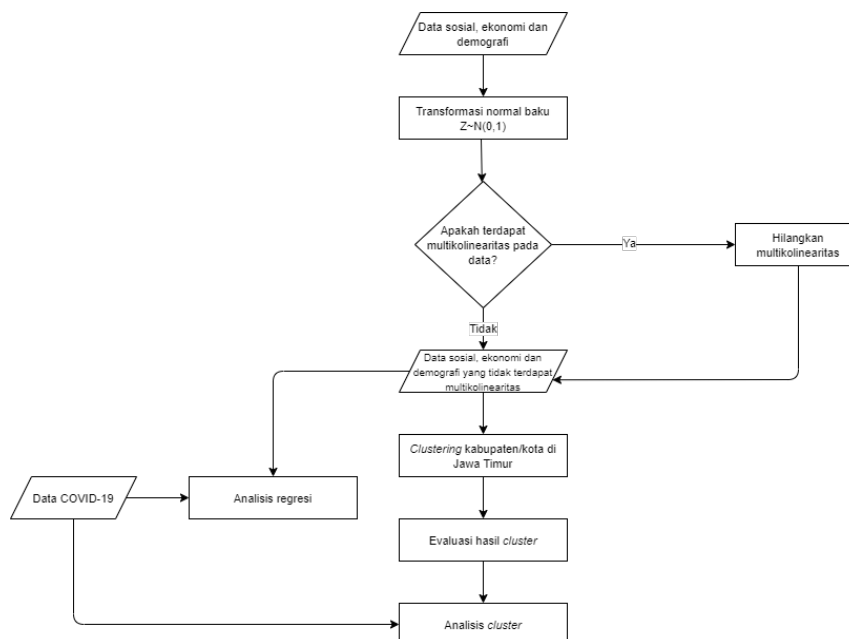 Data sosial, ekonomi dan
demografi
Transformasi normal baku
Z~N(0,1)
Apakah terdapat
multikolinearitas pada
data?
Ya
Hilangkan
multikolinearitas
Tidak
Data sosial, ekonomi dan
demografi yang tidak terdapat
multikolinearitas
Clustering kabupaten/kota di
Jawa Timur
Data COVID-19
Analisis regresi
Evaluasi hasil cluster
Analisis cluster